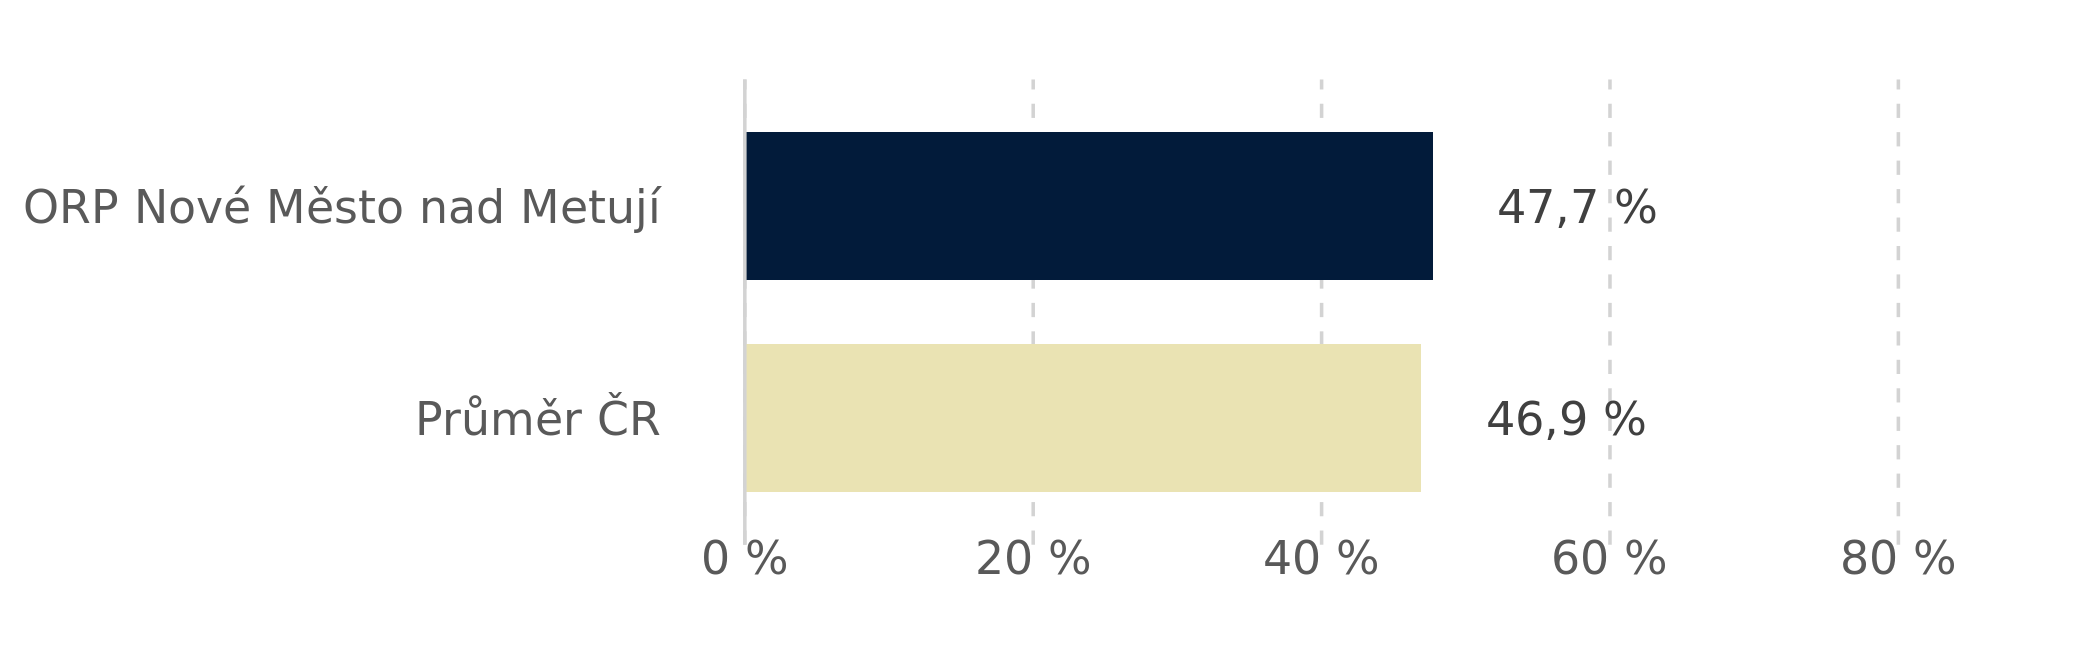 ORP Nové Město nad Metují
47,7 %
Průměr ČR
46,9 %
0 % 20 % 40 % 60 % 80 %